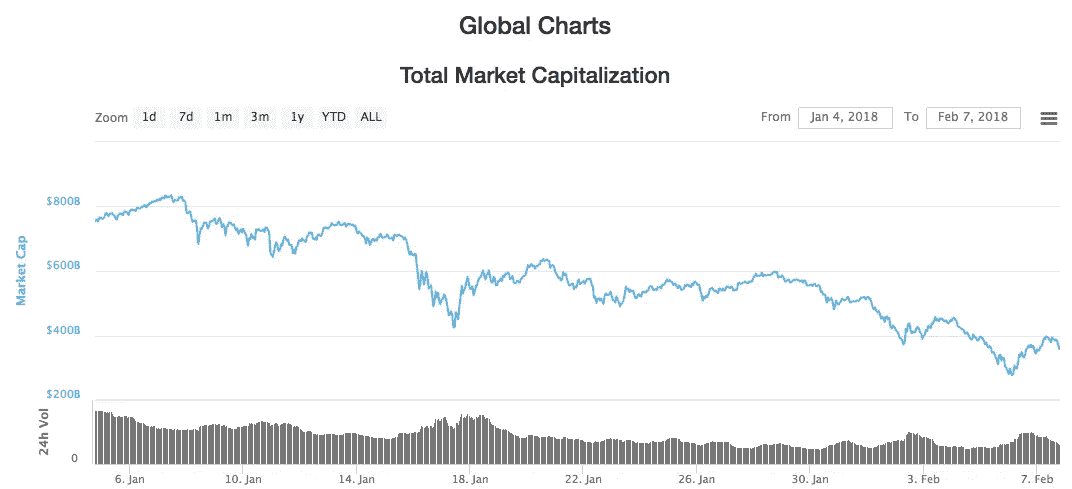 Global Charts
Total Market Capitalization
Zoom 1d 7d 1m 3m 1y YTD ALL From Jan 4, 2018 To Feb 7, 2018
$800B
$600B
$400B
$200B
Market Cap
24h Vol
0
6. Jan 10. Jan 14. Jan 18. Jan 22. Jan 26. Jan 30. Jan 3. Feb 7. Feb